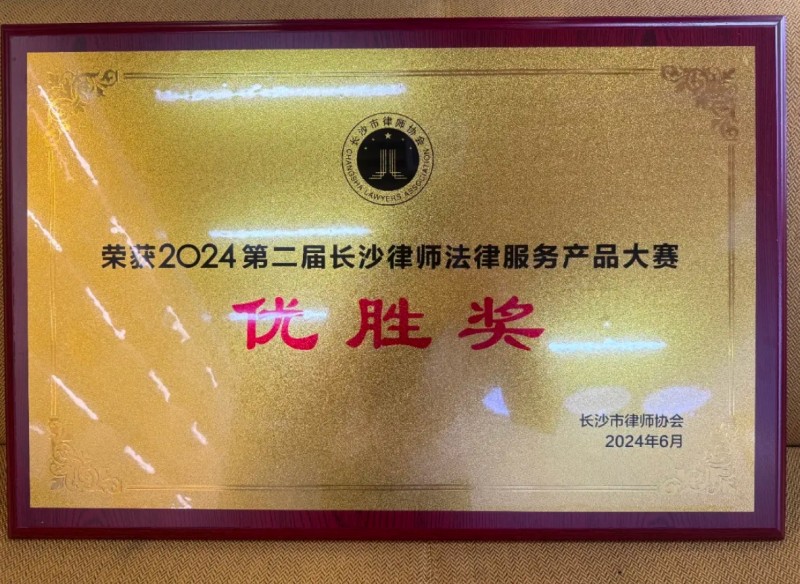 长沙市律师协会
CHANGSHA LAWYERS ASSOCIATION
荣获2024第二届长沙律师法律服务产品大赛
优胜奖
长沙市律师协会
2024年6月